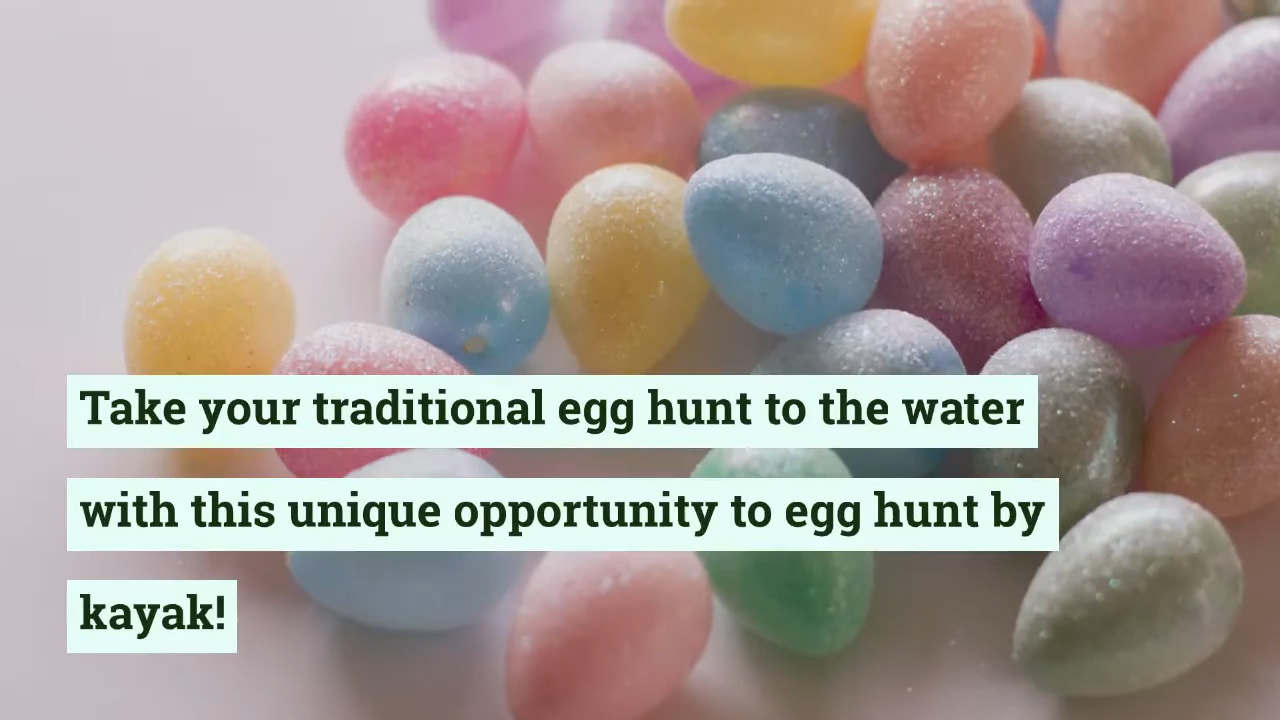 Take your traditional egg hunt to the water
with this unique opportunity to egg hunt by
kayak!